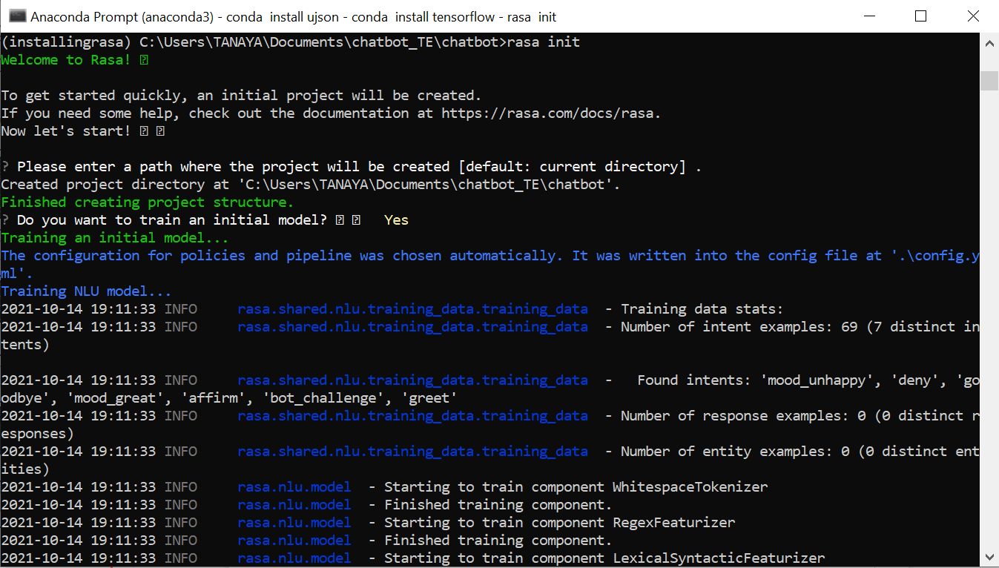 Anaconda Prompt (anaconda3) - conda  install ujson - conda  install tensorflow - rasa  init
(installingrasa) C:\Users\TANAYA\Documents\chatbot_TE\chatbot>rasa init
Welcome to Rasa!
To get started quickly, an initial project will be created.
If you need some help, check out the documentation at https://rasa.com/docs/rasa.
Now let's start!
? Please enter a path where the project will be created [default: current directory] .
Created project directory at 'C:\Users\TANAYA\Documents\chatbot_TE\chatbot'.
Finished creating project structure.
? Do you want to train an initial model? Yes
Training an initial model...
The configuration for policies and pipeline was chosen automatically. It was written into the config file at '.\config.y
ml'.
Training NLU model...
2021-10-14 19:11:33 INFO     rasa.shared.nlu.training_data.training_data  - Training data stats:
2021-10-14 19:11:33 INFO     rasa.shared.nlu.training_data.training_data  - Number of intent examples: 69 (7 distinct in
tents)
2021-10-14 19:11:33 INFO     rasa.shared.nlu.training_data.training_data  -   Found intents: 'mood_unhappy', 'deny', 'go
odbye', 'mood_great', 'affirm', 'bot_challenge', 'greet'
2021-10-14 19:11:33 INFO     rasa.shared.nlu.training_data.training_data  - Number of response examples: 0 (0 distinct r
esponses)
2021-10-14 19:11:33 INFO     rasa.shared.nlu.training_data.training_data  - Number of entity examples: 0 (0 distinct ent
ities)
2021-10-14 19:11:33 INFO     rasa.nlu.model  - Starting to train component WhitespaceTokenizer
2021-10-14 19:11:33 INFO     rasa.nlu.model  - Finished training component.
2021-10-14 19:11:33 INFO     rasa.nlu.model  - Starting to train component RegexFeaturizer
2021-10-14 19:11:33 INFO     rasa.nlu.model  - Finished training component.
2021-10-14 19:11:33 INFO     rasa.nlu.model  - Starting to train component LexicalSyntacticFeaturizer